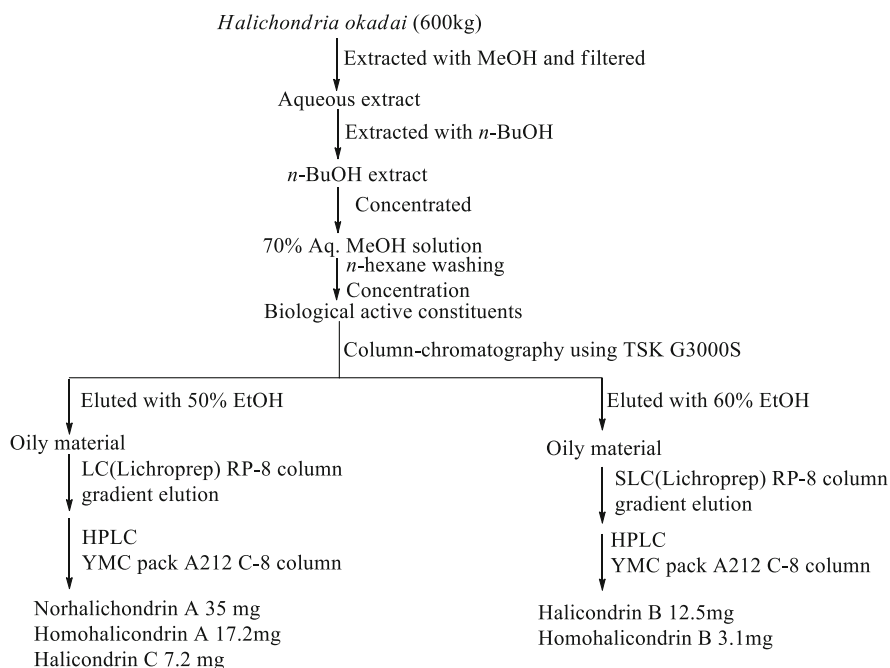 Halichondria okadai (600kg)
Extracted with MeOH and filtered
Aqueous extract
Extracted with n-BuOH
n-BuOH extract
Concentrated
70% Aq. MeOH solution
n-hexane washing
Concentration
Biological active constituents
Column-chromatography using TSK G3000S
Eluted with 50% EtOH
Oily material
LC(Lichroprep) RP-8 column
gradient elution
HPLC
YMC pack A212 C-8 column
Norhalichondrin A 35 mg
Homohalicondrin A 17.2mg
Halicondrin C 7.2 mg
Eluted with 60% EtOH
Oily material
SLC(Lichroprep) RP-8 column
gradient elution
HPLC
YMC pack A212 C-8 column
Halicondrin B 12.5mg
Homohalicondrin B 3.1mg